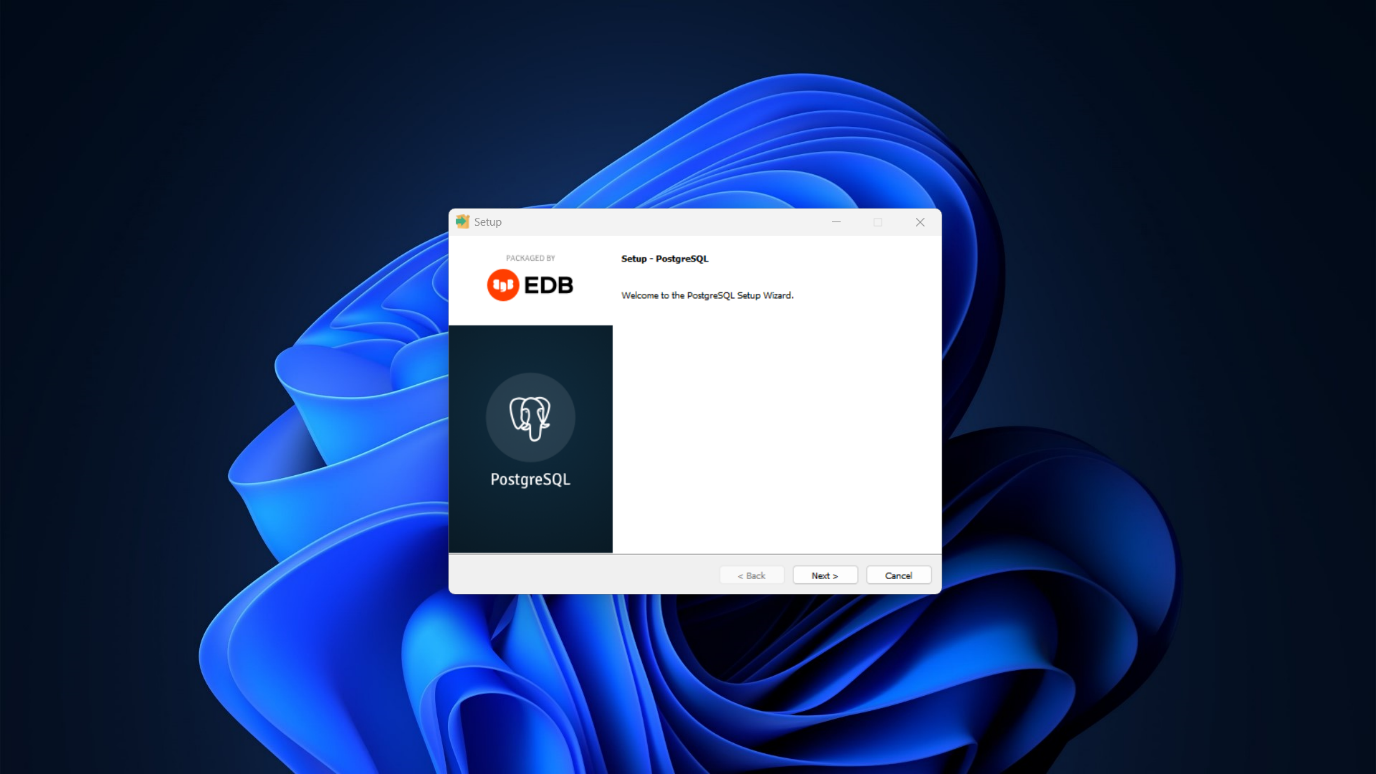 Setup
PACKAGED BY
EDB
PostgreSQL
Setup - PostgreSQL
Welcome to the PostgreSQL Setup Wizard.
< Back
Next >
Cancel